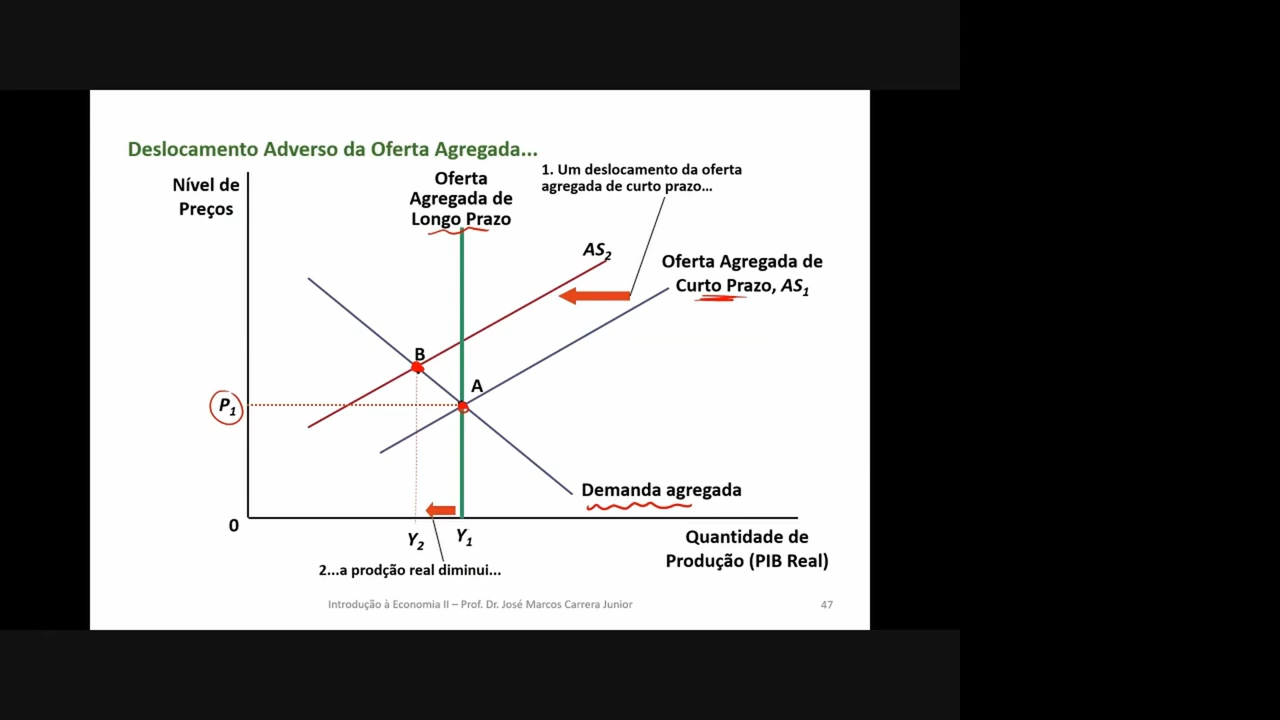 Deslocamento Adverso da Oferta Agregada...
1. Um deslocamento da oferta
agregada de curto prazo...
Nível de
Preços
Oferta
Agregada de
Longo Prazo
AS2
Oferta Agregada de
Curto Prazo, AS1
B
A
P1
Demanda agregada
0
Y2
Y1
Quantidade de
Produção (PIB Real)
2...a prodção real diminui...
Introdução à Economia II – Prof. Dr. José Marcos Carrera Junior
47